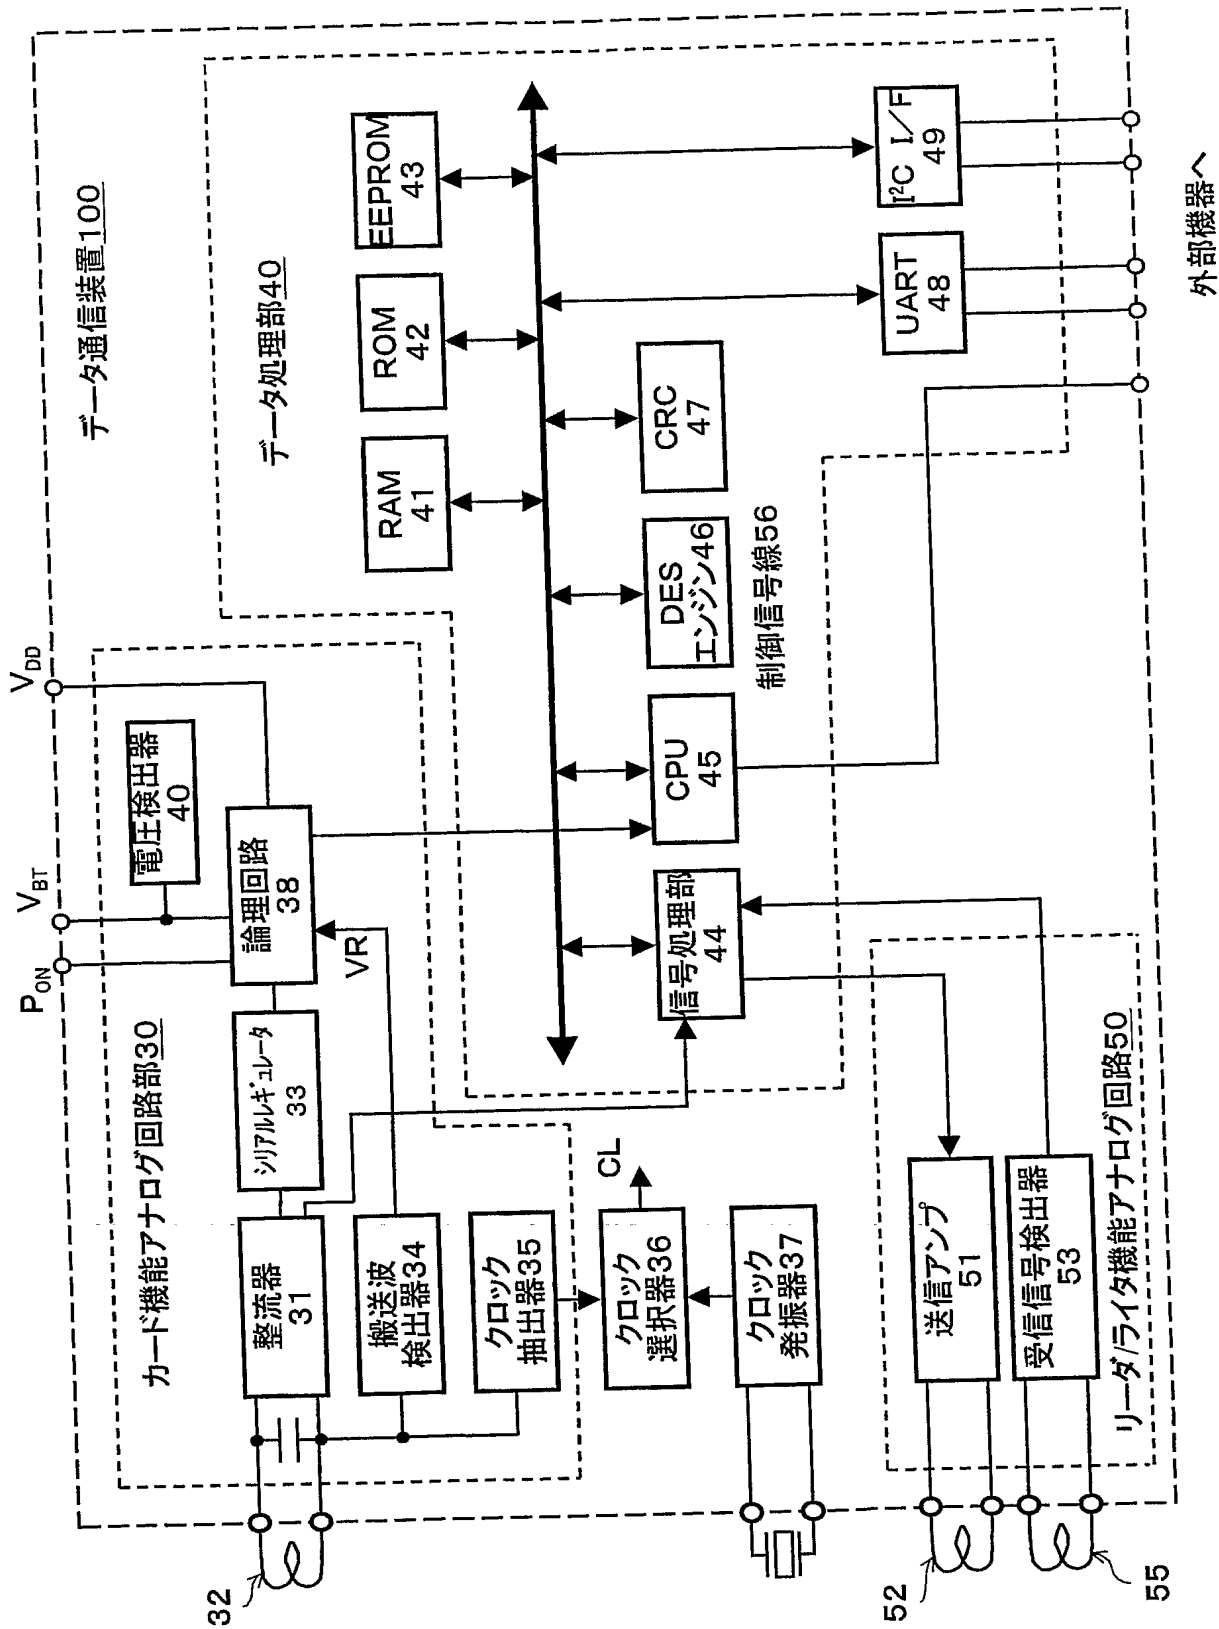 データ通信装置100
カード機能アナログ回路部30
P_ON
V_BT
V_DD
電圧検出器
40
データ処理部40
整流器
31
シリアルレギュレータ
33
論理回路
38
32
搬送波
検出器34
VR
RAM
41
ROM
42
EEPROM
43
クロック
抽出器35
クロック
選択器36
CL
クロック
発振器37
信号処理部
44
CPU
45
DES
エンジン46
CRC
47
制御信号線56
UART
48
I²C I/F
49
送信アンプ
51
受信信号検出器
53
リーダ/ライタ機能アナログ回路50
52
55
外部機器へ